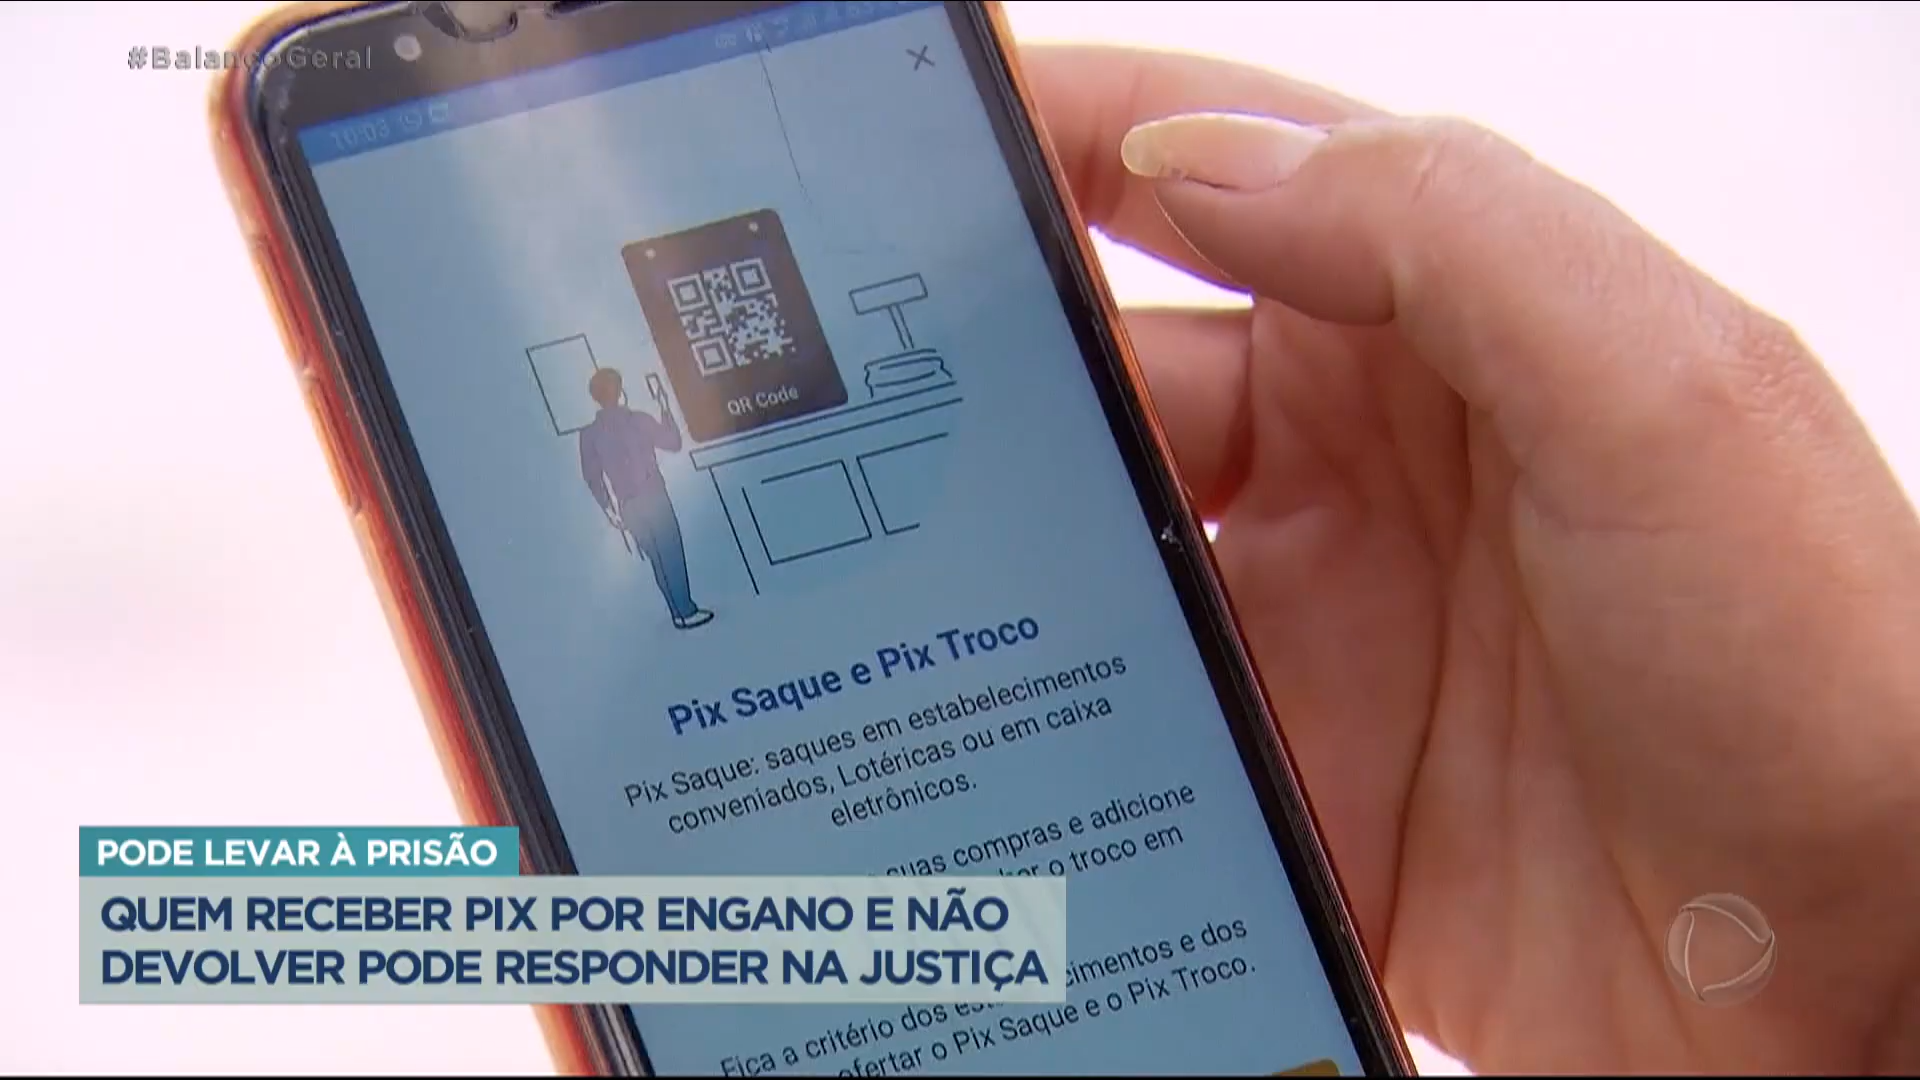 #BalançoGeral
10:03
QR Code
Pix Saque e Pix Troco
Pix Saque: saques em estabelecimentos
conveniados, Lotéricas ou em caixa
eletrônicos.
suas compras e adicione
o troco em
Fica a critério dos
cimentos e dos
ofertar o Pix Saque e o Pix Troco.
PODE LEVAR À PRISÃO
QUEM RECEBER PIX POR ENGANO E NÃO
DEVOLVER PODE RESPONDER NA JUSTIÇA